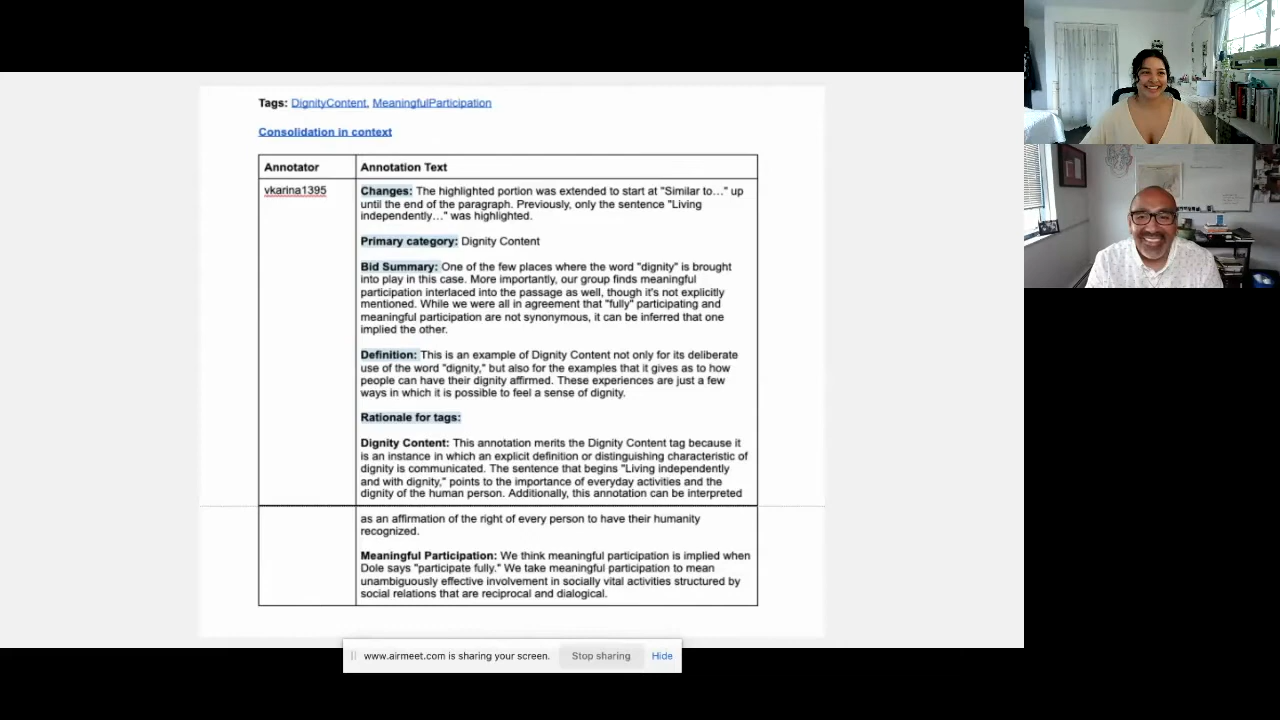 Tags: DignityContent, MeaningfulParticipation
Consolidation in context
Annotator
Annotation Text
vkarina1395
Changes: The highlighted portion was extended to start at "Similar to…" up
until the end of the paragraph. Previously, only the sentence "Living
independently…" was highlighted.
Primary category: Dignity Content
Bid Summary: One of the few places where the word "dignity" is brought
into play in this case. More importantly, our group finds meaningful
participation interlaced into the passage as well, though it's not explicitly
mentioned. While we were all in agreement that "fully" participating and
meaningful participation are not synonymous, it can be inferred that one
implied the other.
Definition: This is an example of Dignity Content not only for its deliberate
use of the word "dignity," but also for the examples that it gives as to how
people can have their dignity affirmed. These experiences are just a few
ways in which it is possible to feel a sense of dignity.
Rationale for tags:
Dignity Content: This annotation merits the Dignity Content tag because it
is an instance in which an explicit definition or distinguishing characteristic of
dignity is communicated. The sentence that begins "Living independently
and with dignity," points to the importance of everyday activities and the
dignity of the human person. Additionally, this annotation can be interpreted
as an affirmation of the right of every person to have their humanity
recognized.
Meaningful Participation: We think meaningful participation is implied when
Dole says "participate fully." We take meaningful participation to mean
unambiguously effective involvement in socially vital activities structured by
social relations that are reciprocal and dialogical.
www.airmeet.com is sharing your screen.
Stop sharing
Hide